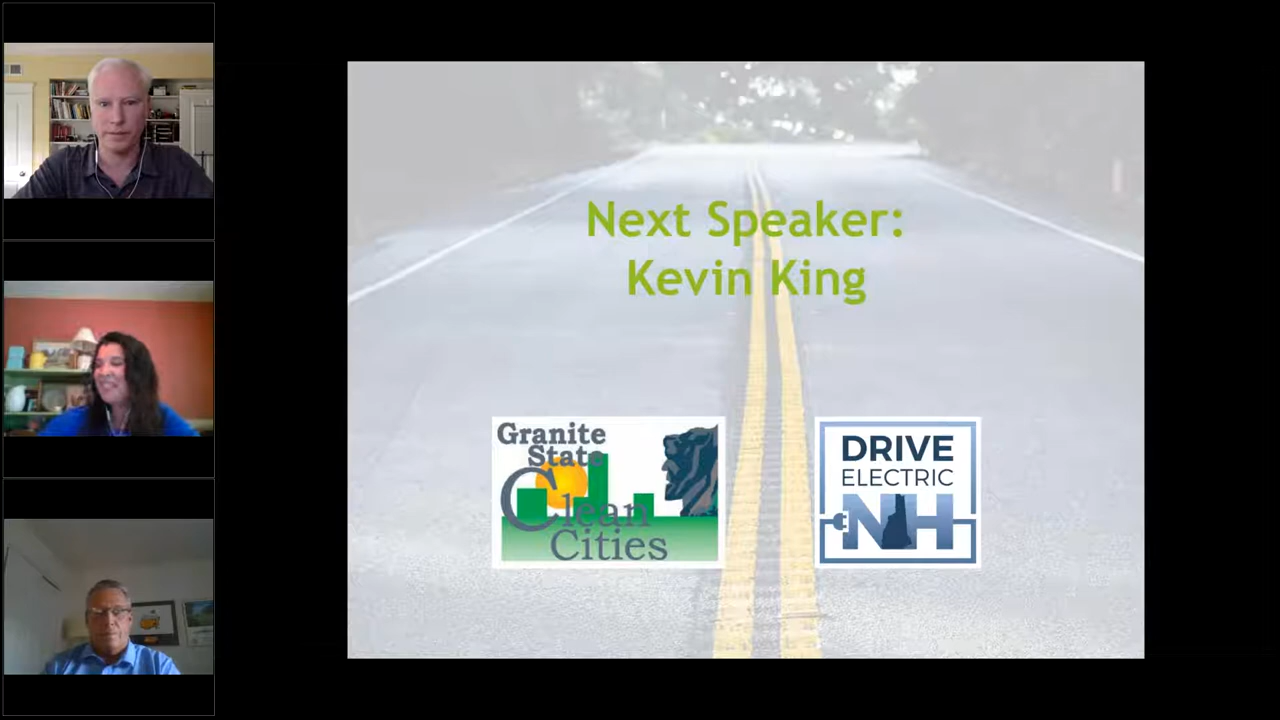 Next Speaker:
Kevin King
Granite
State
Clean
Cities
DRIVE
ELECTRIC
NH